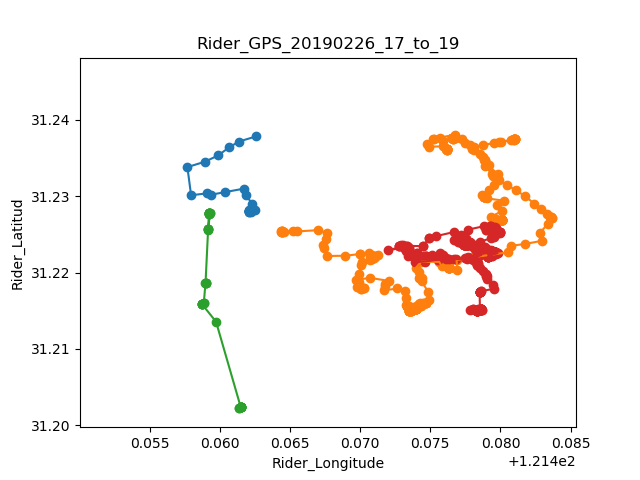 Rider_GPS_20190226_17_to_19
31.24
31.23
31.22
31.21
31.20
Rider_Latitud
0.055 0.060 0.065 0.070 0.075 0.080 0.085
Rider_Longitude
+1.214e2